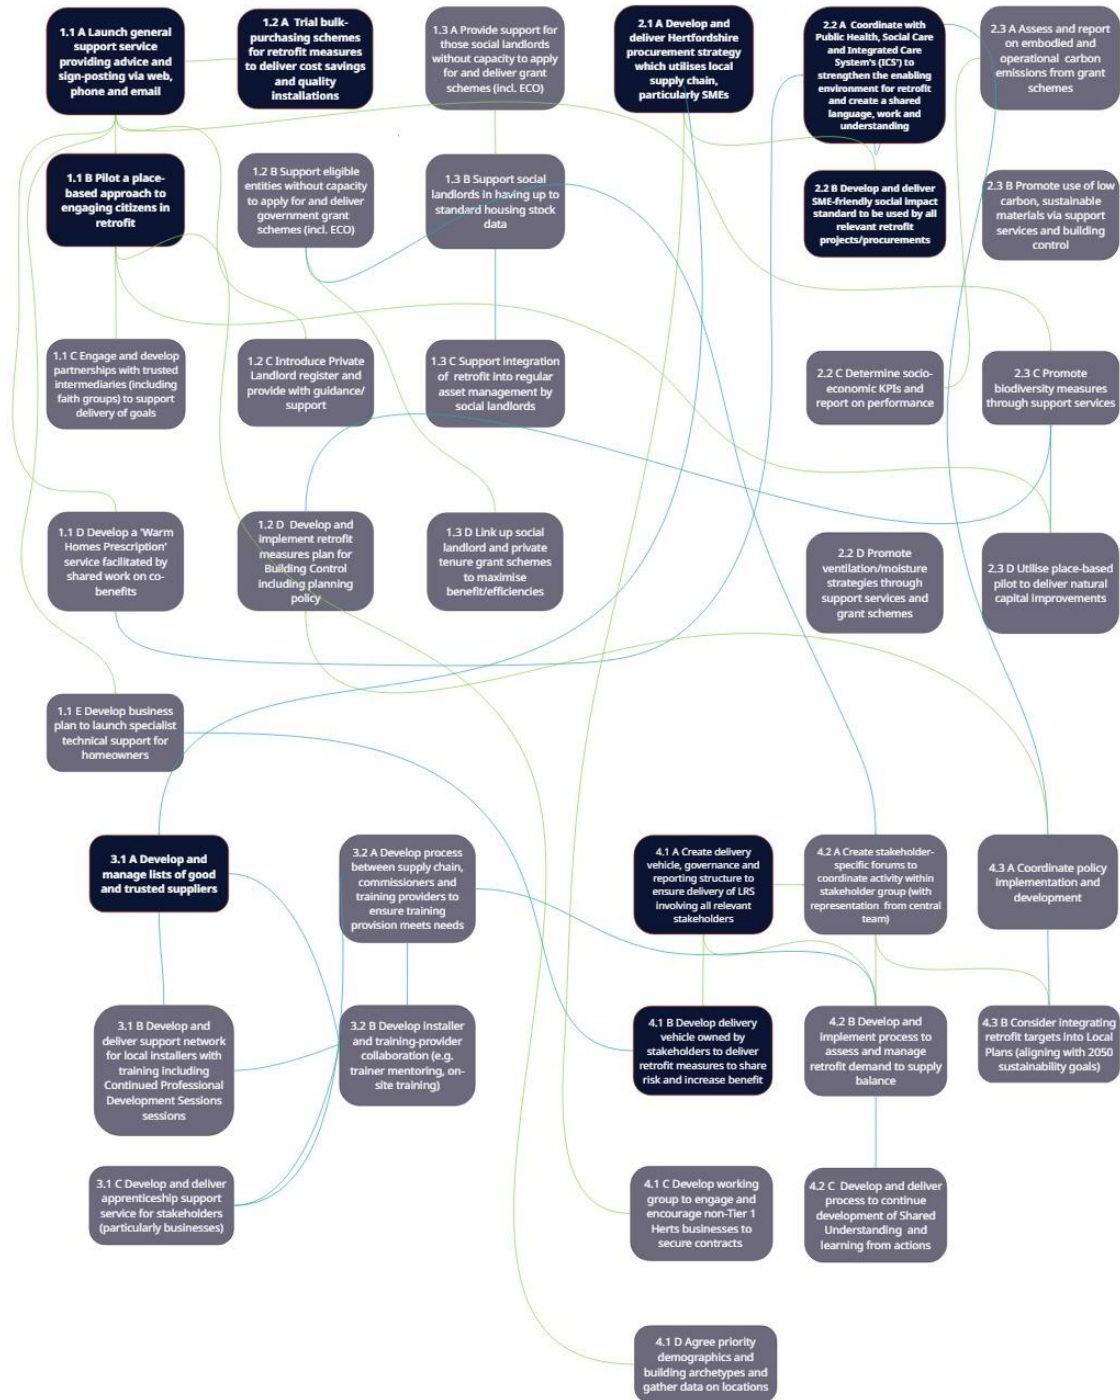 1.1 A Launch general
support service
providing advice and
sign-posting via web,
phone and email
1.2 A Trial bulk-
purchasing schemes
for retrofit measures
to deliver cost savings
and quality
installations
1.3 A Provide support for
those social landlords
without capacity to apply
for and deliver grant
schemes (incl. ECO)
2.1 A Develop and
deliver Hertfordshire
procurement strategy
which utilises local
supply chain,
particularly SMEs
2.2 A Coordinate with
Public Health, Social Care
and Integrated Care
System's (ICS') to
strengthen the enabling
environment for retrofit
and create a shared
language, work and
understanding
2.3 A Assess and report
on embodied and
operational carbon
emissions from grant
schemes
1.1 B Pilot a place-
based approach to
engaging citizens in
retrofit
1.2 B Support eligible
entities without capacity
to apply for and deliver
government grant
schemes (incl. ECO)
1.3 B Support social
landlords in having up to
standard housing stock
data
2.2 B Develop and deliver
SME-friendly social impact
standard to be used by all
relevant retrofit
projects/procurements
2.3 B Promote use of low
carbon, sustainable
materials via support
services and building
control
1.1 C Engage and develop
partnerships with trusted
intermediaries (including
faith groups) to support
delivery of goals
1.2 C Introduce Private
Landlord register and
provide with guidance/
support
1.3 C Support integration
of retrofit into regular
asset management by
social landlords
2.2 C Determine socio-
economic KPIs and
report on performance
2.3 C Promote
biodiversity measures
through support services
1.1 D Develop a 'Warm
Homes Prescription'
service facilitated by
shared work on co-
benefits
1.2 D Develop and
implement retrofit
measures plan for
Building Control
including planning
policy
1.3 D Link up social
landlord and private
tenure grant schemes
to maximise
benefit/efficiencies
2.2 D Promote
ventilation/moisture
strategies through
support services and
grant schemes
2.3 D Utilise place-based
pilot to deliver natural
capital improvements
1.1 E Develop business
plan to launch specialist
technical support for
homeowners
3.1 A Develop and
manage lists of good
and trusted suppliers
3.2 A Develop process
between supply chain,
commissioners and
training providers to
ensure training
provision meets needs
4.1 A Create delivery
vehicle, governance and
reporting structure to
ensure delivery of LRS
involving all relevant
stakeholders
4.2 A Create stakeholder-
specific forums to
coordinate activity within
stakeholder group (with
representation from central
team)
4.3 A Coordinate policy
implementation and
development
3.1 B Develop and
deliver support network
for local installers with
training including
Continued Professional
Development Sessions
sessions
3.2 B Develop installer
and training-provider
collaboration (e.g.
trainer mentoring, on-
site training)
4.1 B Develop delivery
vehicle owned by
stakeholders to deliver
retrofit measures to share
risk and increase benefit
4.2 B Develop and
implement process to
assess and manage
retrofit demand to supply
balance
4.3 B Consider integrating
retrofit targets into Local
Plans (aligning with 2050
sustainability goals)
3.1 C Develop and deliver
apprenticeship support
service for stakeholders
(particularly businesses)
4.1 C Develop working
group to engage and
encourage non-Tier 1
Herts businesses to
secure contracts
4.2 C Develop and deliver
process to continue
development of Shared
Understanding and
learning from actions
4.1 D Agree priority
demographics and
building archetypes and
gather data on locations